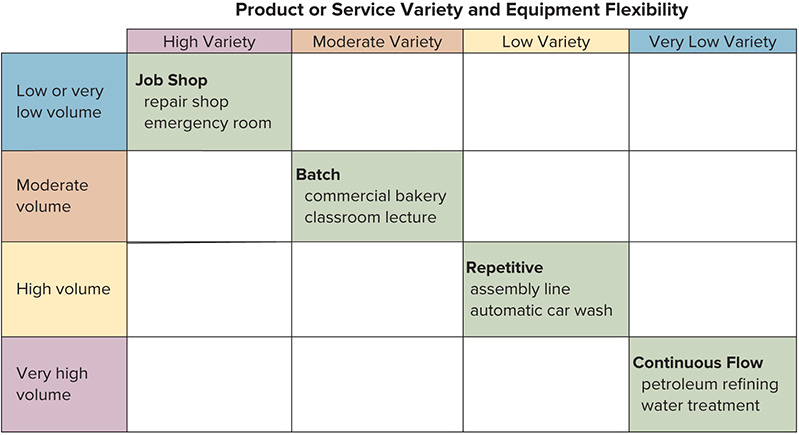 Product or Service Variety and Equipment Flexibility
High Variety
Moderate Variety
Low Variety
Very Low Variety
Low or very
low volume
Job Shop
repair shop
emergency room
Moderate
volume
Batch
commercial bakery
classroom lecture
High volume
Repetitive
assembly line
automatic car wash
Very high
volume
Continuous Flow
petroleum refining
water treatment